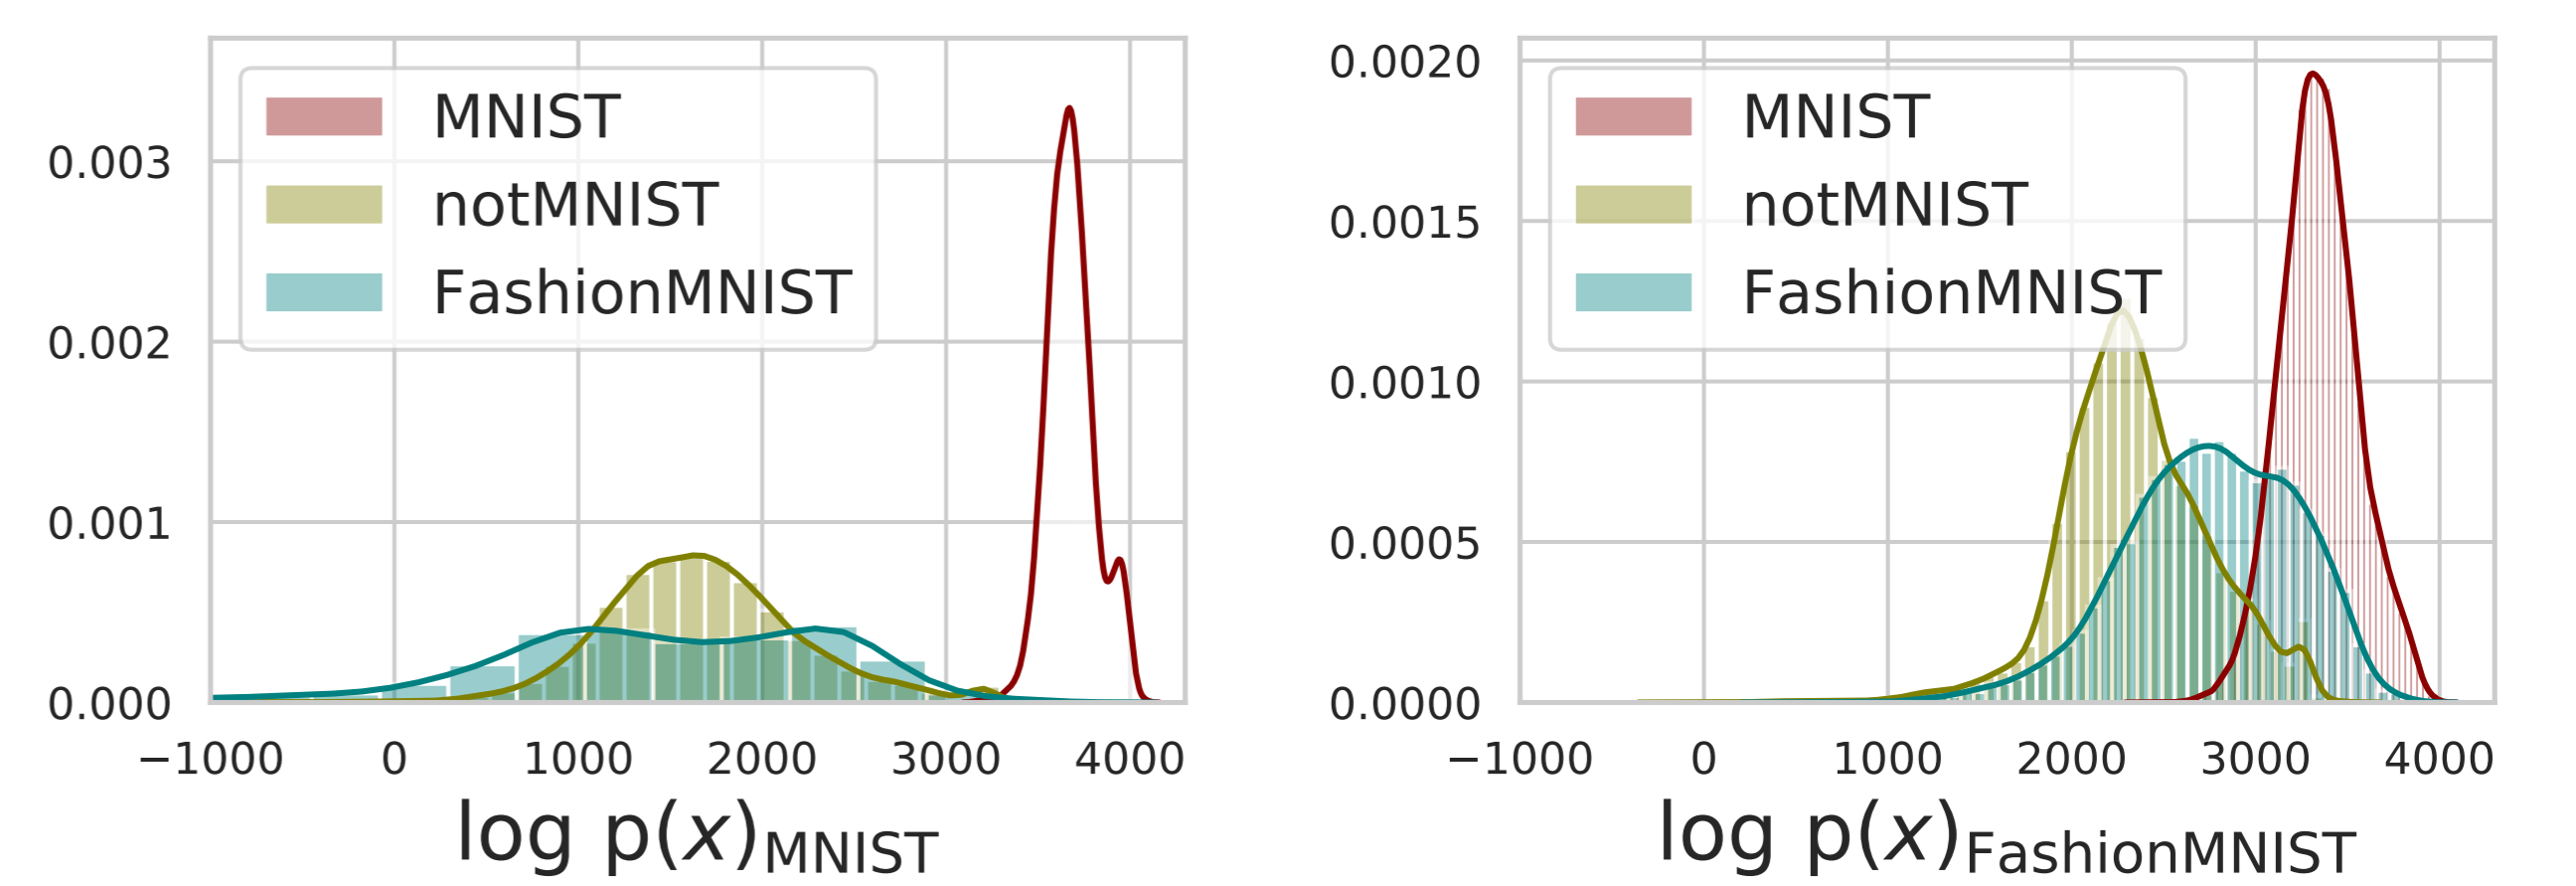 MNIST
notMNIST
FashionMNIST
0.003
0.002
0.001
0.000
−1000 0 1000 2000 3000 4000
log p(x)MNIST
MNIST
notMNIST
FashionMNIST
0.0020
0.0015
0.0010
0.0005
0.0000
−1000 0 1000 2000 3000 4000
log p(x)FashionMNIST